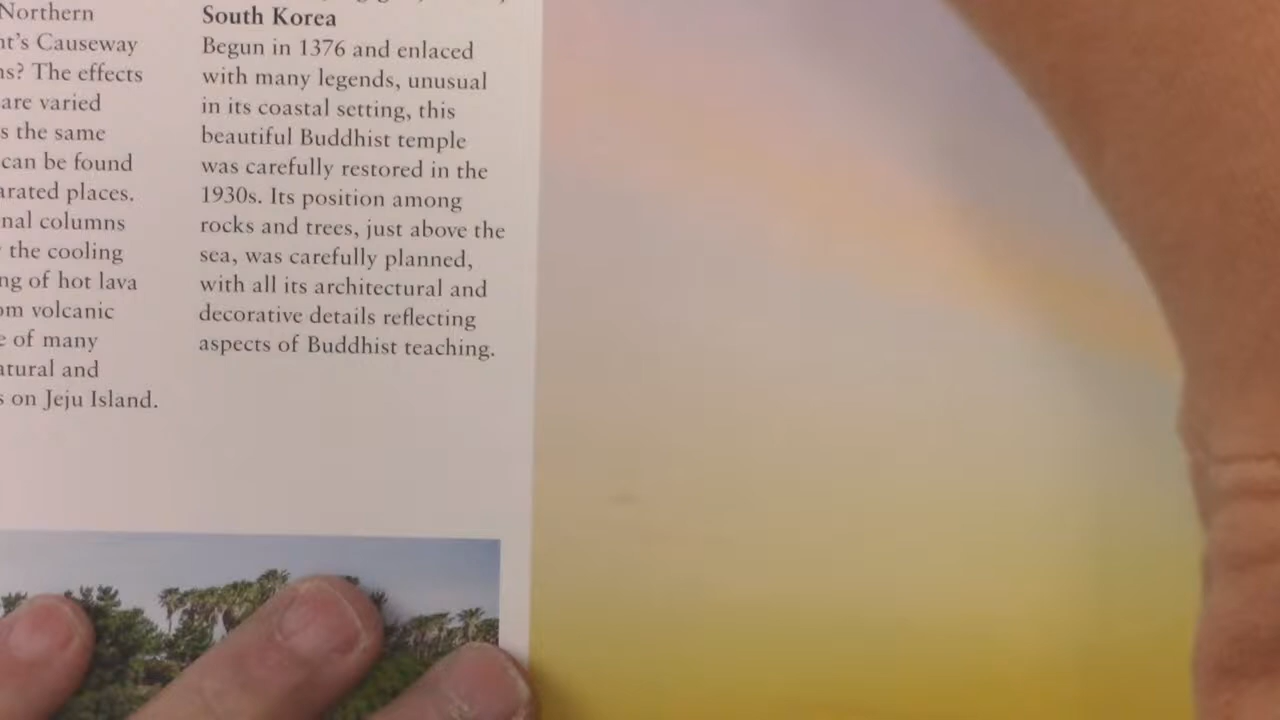 Northern
t's Causeway
s? The effects
are varied
s the same
can be found
arated places.
nal columns
the cooling
ng of hot lava
om volcanic
e of many
atural and
s on Jeju Island.
South Korea
Begun in 1376 and enlaced
with many legends, unusual
in its coastal setting, this
beautiful Buddhist temple
was carefully restored in the
1930s. Its position among
rocks and trees, just above the
sea, was carefully planned,
with all its architectural and
decorative details reflecting
aspects of Buddhist teaching.